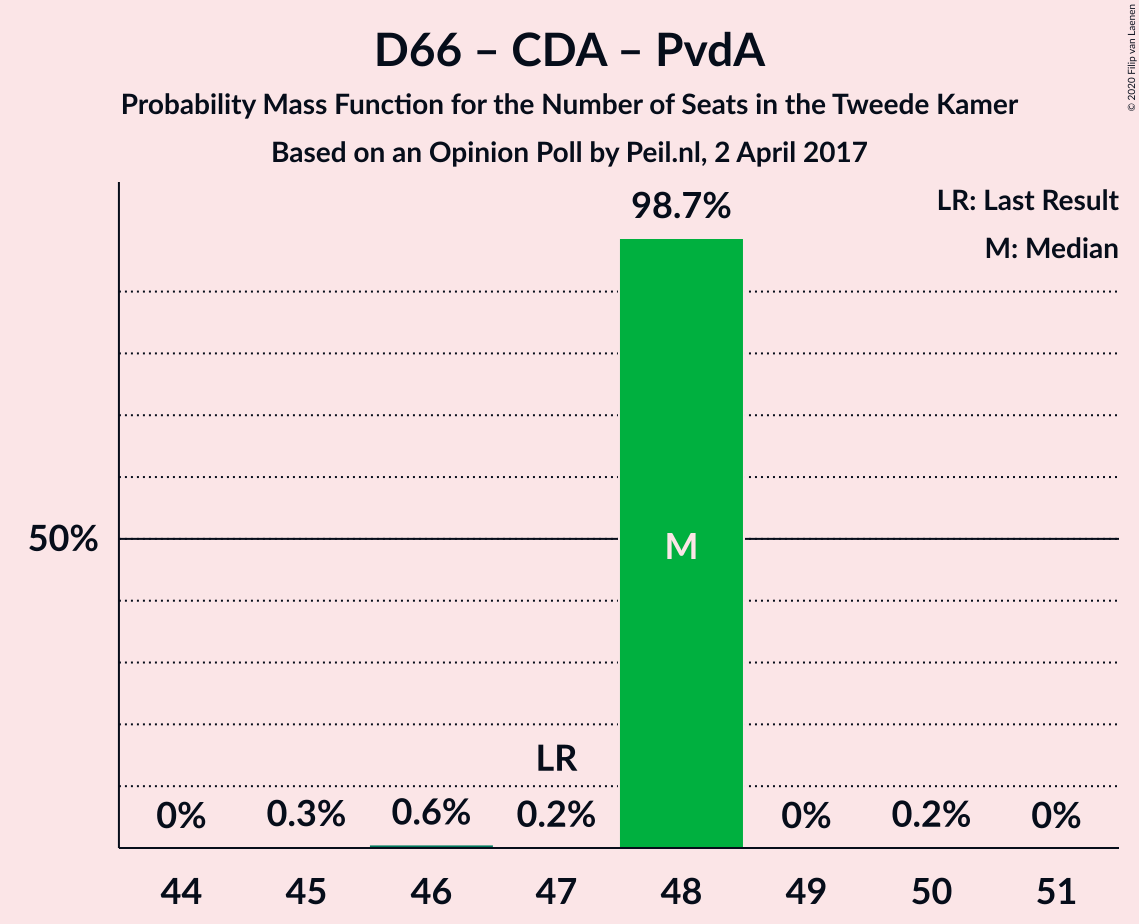 D66 – CDA – PvdA
Probability Mass Function for the Number of Seats in the Tweede Kamer
Based on an Opinion Poll by Peil.nl, 2 April 2017
© 2020 Filip van Laenen
LR: Last Result
M: Median
98.7%
50%
M
LR
0% 0.3% 0.6% 0.2% 0% 0.2% 0%
44 45 46 47 48 49 50 51